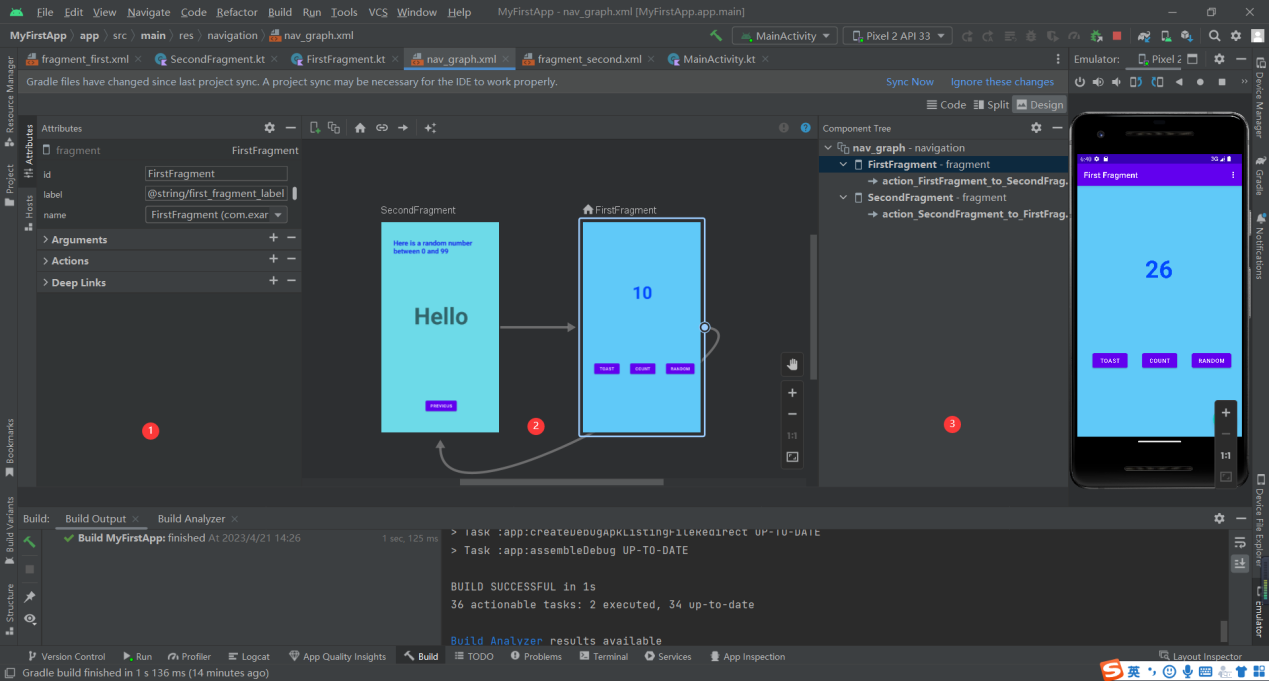 File Edit View Navigate Code Refactor Build Run Tools VCS Window Help MyFirstApp - nav_graph.xml [MyFirstApp.app.main]
MyFirstApp app src main res navigation nav_graph.xml MainActivity Pixel 2 API 33
fragment_first.xml SecondFragment.kt FirstFragment.kt nav_graph.xml fragment_second.xml MainActivity.kt Emulator: Pixel 2
Gradle files have changed since last project sync. A project sync may be necessary for the IDE to work properly. Sync Now Ignore these changes
Code Split Design
Resource Manager
Project
Bookmarks
Build Variants
Structure
Attributes
Hosts
Attributes
fragment FirstFragment
id FirstFragment
label @string/first_fragment_label
name FirstFragment (com.exar
Arguments
Actions
Deep Links
1
SecondFragment
Here is a random number
between 0 and 99
Hello
PREVIOUS
FirstFragment
10
TOAST COUNT RANDOM
2
1:1
Component Tree
nav_graph - navigation
FirstFragment - fragment
action_FirstFragment_to_SecondFrag.
SecondFragment - fragment
action_SecondFragment_to_FirstFrag.
3
6:40 3G
First Fragment
26
TOAST COUNT RANDOM
1:1
Device Manager
Gradle
Notifications
Device File Explorer
Emulator
Build: Build Output Build Analyzer
Build MyFirstApp: finished At 2023/4/21 14:26 1 sec, 125 ms
> Task :app:createDebugApkListingFileRedirect UP-TO-DATE
> Task :app:assembleDebug UP-TO-DATE
BUILD SUCCESSFUL in 1s
36 actionable tasks: 2 executed, 34 up-to-date
Build Analyzer results available
Version Control Run Profiler Logcat App Quality Insights Build TODO Problems Terminal Services App Inspection Layout Inspector
Gradle build finished in 1 s 136 ms (14 minutes ago)
S 英